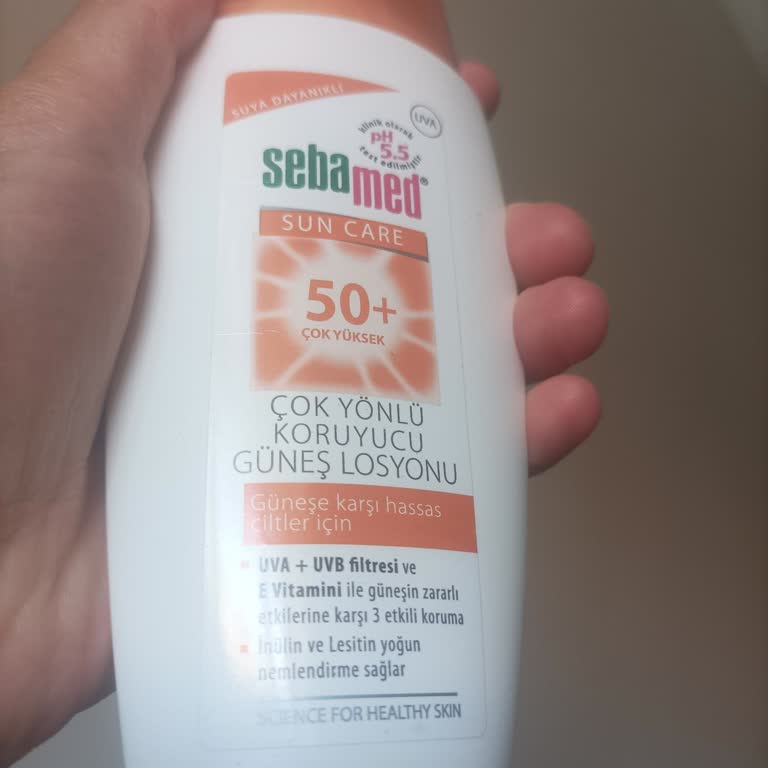 SUYA DAYANIKLI
UVA
klinik olarak
pH
5.5
test edilmiştir
sebamed®
SUN CARE
50+
ÇOK YÜKSEK
ÇOK YÖNLÜ
KORUYUCU
GÜNEŞ LOSYONU
Güneşe karşı hassas
ciltler için
UVA + UVB filtresi ve
E Vitamini ile güneşin zararlı
etkilerine karşı 3 etkili koruma
İnülin ve Lesitin yoğun
nemlendirme sağlar
SCIENCE FOR HEALTHY SKIN